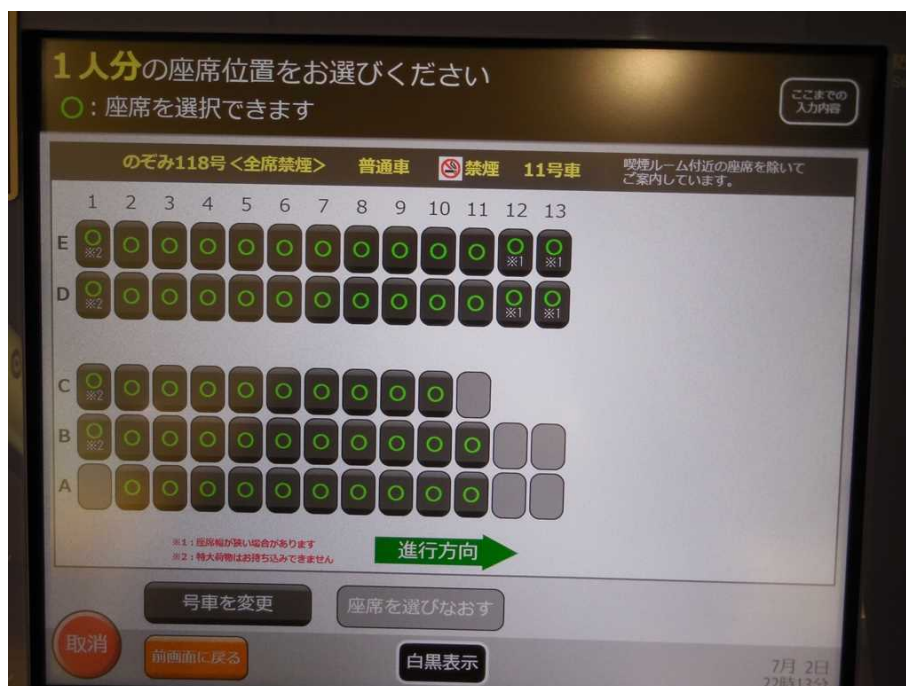 1人分の座席位置をお選びください
○：座席を選択できます
ここまでの
入力内容
のぞみ118号＜全席禁煙＞ 普通車 禁煙 11号車
喫煙ルーム付近の座席を除いて
ご案内しています。
1 2 3 4 5 6 7 8 9 10 11 12 13
E ○※2 ○ ○ ○ ○ ○ ○ ○ ○ ○ ○ ○※1 ○※1
D ○※2 ○ ○ ○ ○ ○ ○ ○ ○ ○ ○ ○※1 ○※1
C ○※2 ○ ○ ○ ○ ○ ○ ○ ○ ○
B ○※2 ○ ○ ○ ○ ○ ○ ○ ○ ○ ○
A ○ ○ ○ ○ ○ ○ ○ ○ ○ ○
※1：座席幅が狭い場合があります
※2：特大荷物はお持ち込みできません
進行方向
号車を変更
座席を選びなおす
取消
前画面に戻る
白黒表示
7月 2日